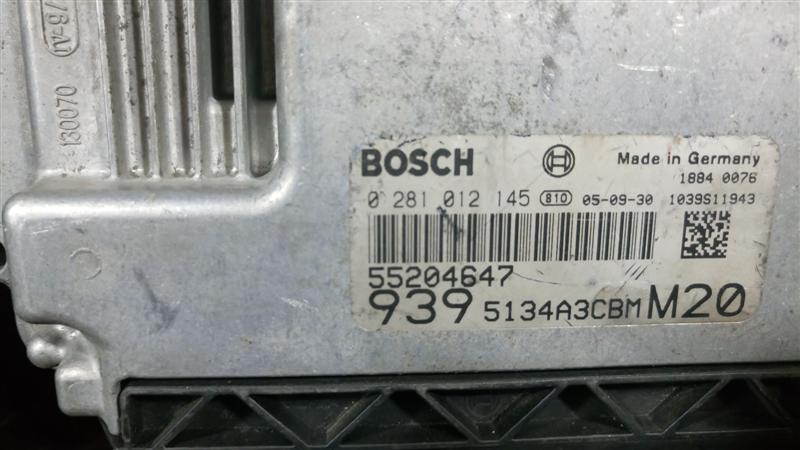 130070
BOSCH Made in Germany
1884 0076
0 281 012 145 810 05-09-30 1039S11943
55204647
939 5134A3CBM M20